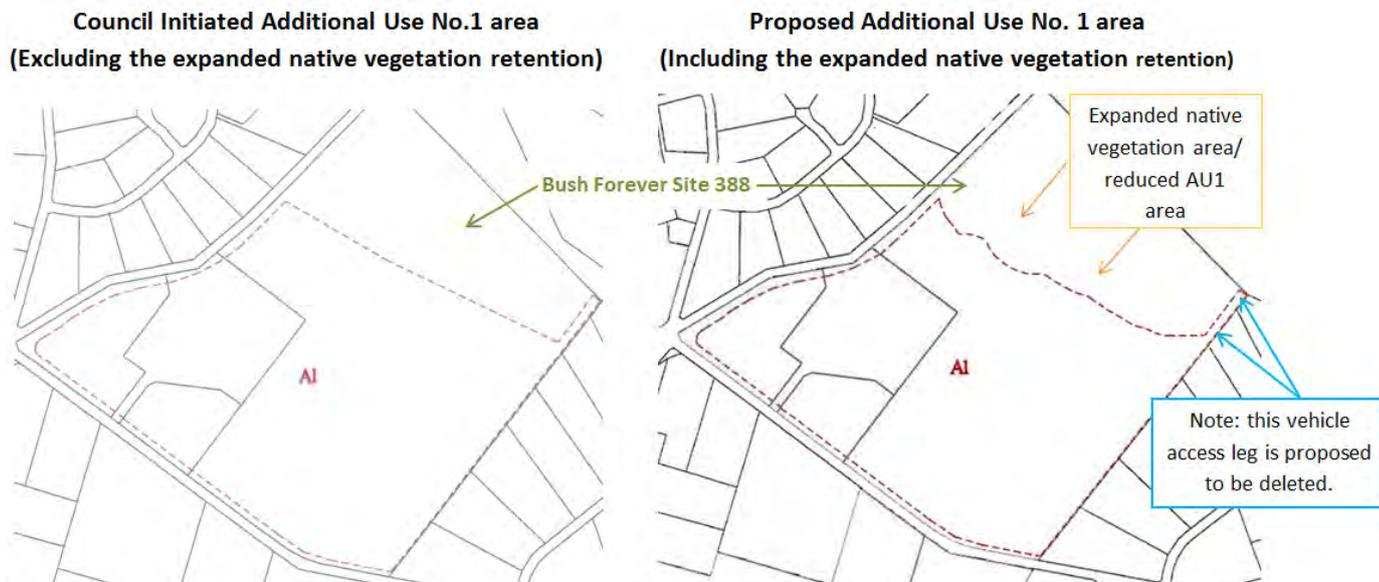 Council Initiated Additional Use No.1 area
(Excluding the expanded native vegetation retention)
Proposed Additional Use No. 1 area
(Including the expanded native vegetation retention)
Expanded native
vegetation area/
reduced AU1
area
Bush Forever Site 388
A1
A1
Note: this vehicle
access leg is proposed
to be deleted.